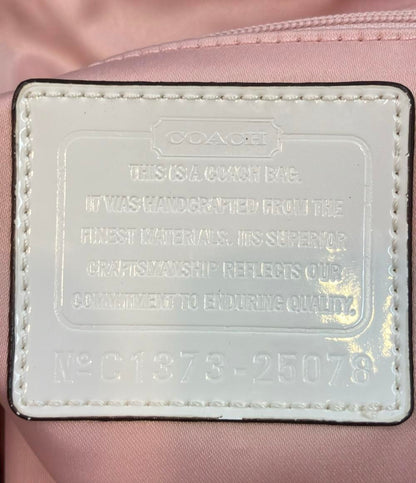 COACH
THIS IS A COACH BAG.
IT WAS HANDCRAFTED FROM THE
FINEST MATERIALS. ITS SUPERIOR
CRAFTSMANSHIP REFLECTS OUR
COMMITMENT TO ENDURING QUALITY.
Nº C1373-25078